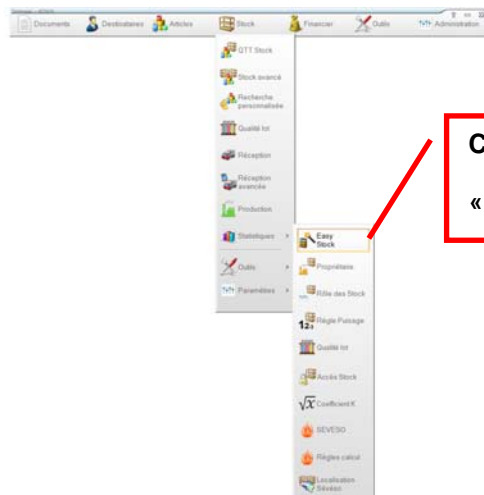 Documents Destinataires Articles Stock Financier Outils Administration
QTT Stock
Stock avancé
Recherche
personnalisée
Qualité lot
Réception
Réception
avancée
Production
Statistiques
Outils
Paramètres
Easy
Stock
Propriétaire
Rôle des Stock
Règle Puisage
Qualité lot
Accès Stock
√x Coefficient K
SEVESO
Règles calcul
Localisation
Sévéso
C
«